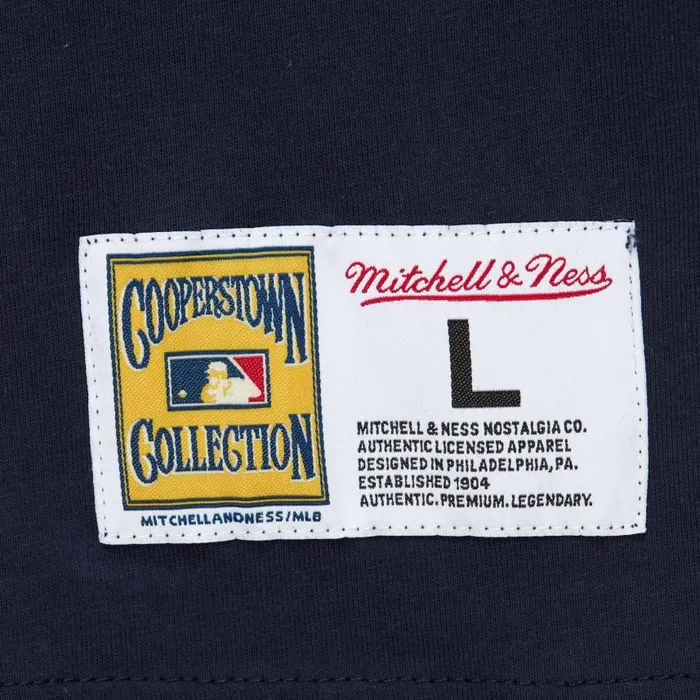 COOPERSTOWN
COLLECTION
MITCHELLANDNESS/MLB
Mitchell & Ness
L
MITCHELL & NESS NOSTALGIA CO.
AUTHENTIC LICENSED APPAREL
DESIGNED IN PHILADELPHIA, PA.
ESTABLISHED 1904
AUTHENTIC. PREMIUM. LEGENDARY.